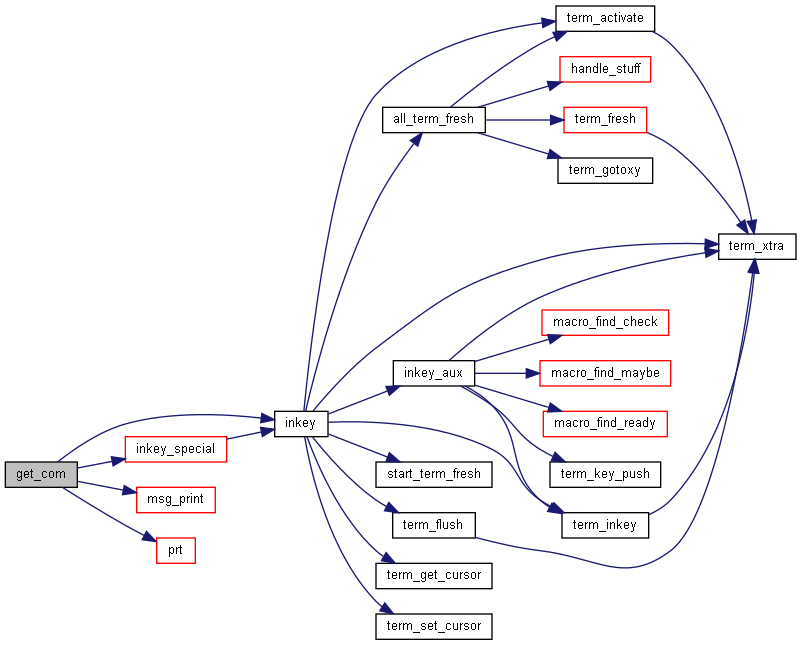 term_activate
handle_stuff
all_term_fresh
term_fresh
term_gotoxy
term_xtra
macro_find_check
inkey_aux
macro_find_maybe
inkey
macro_find_ready
inkey_special
get_com
start_term_fresh
term_key_push
msg_print
term_flush
term_inkey
prt
term_get_cursor
term_set_cursor